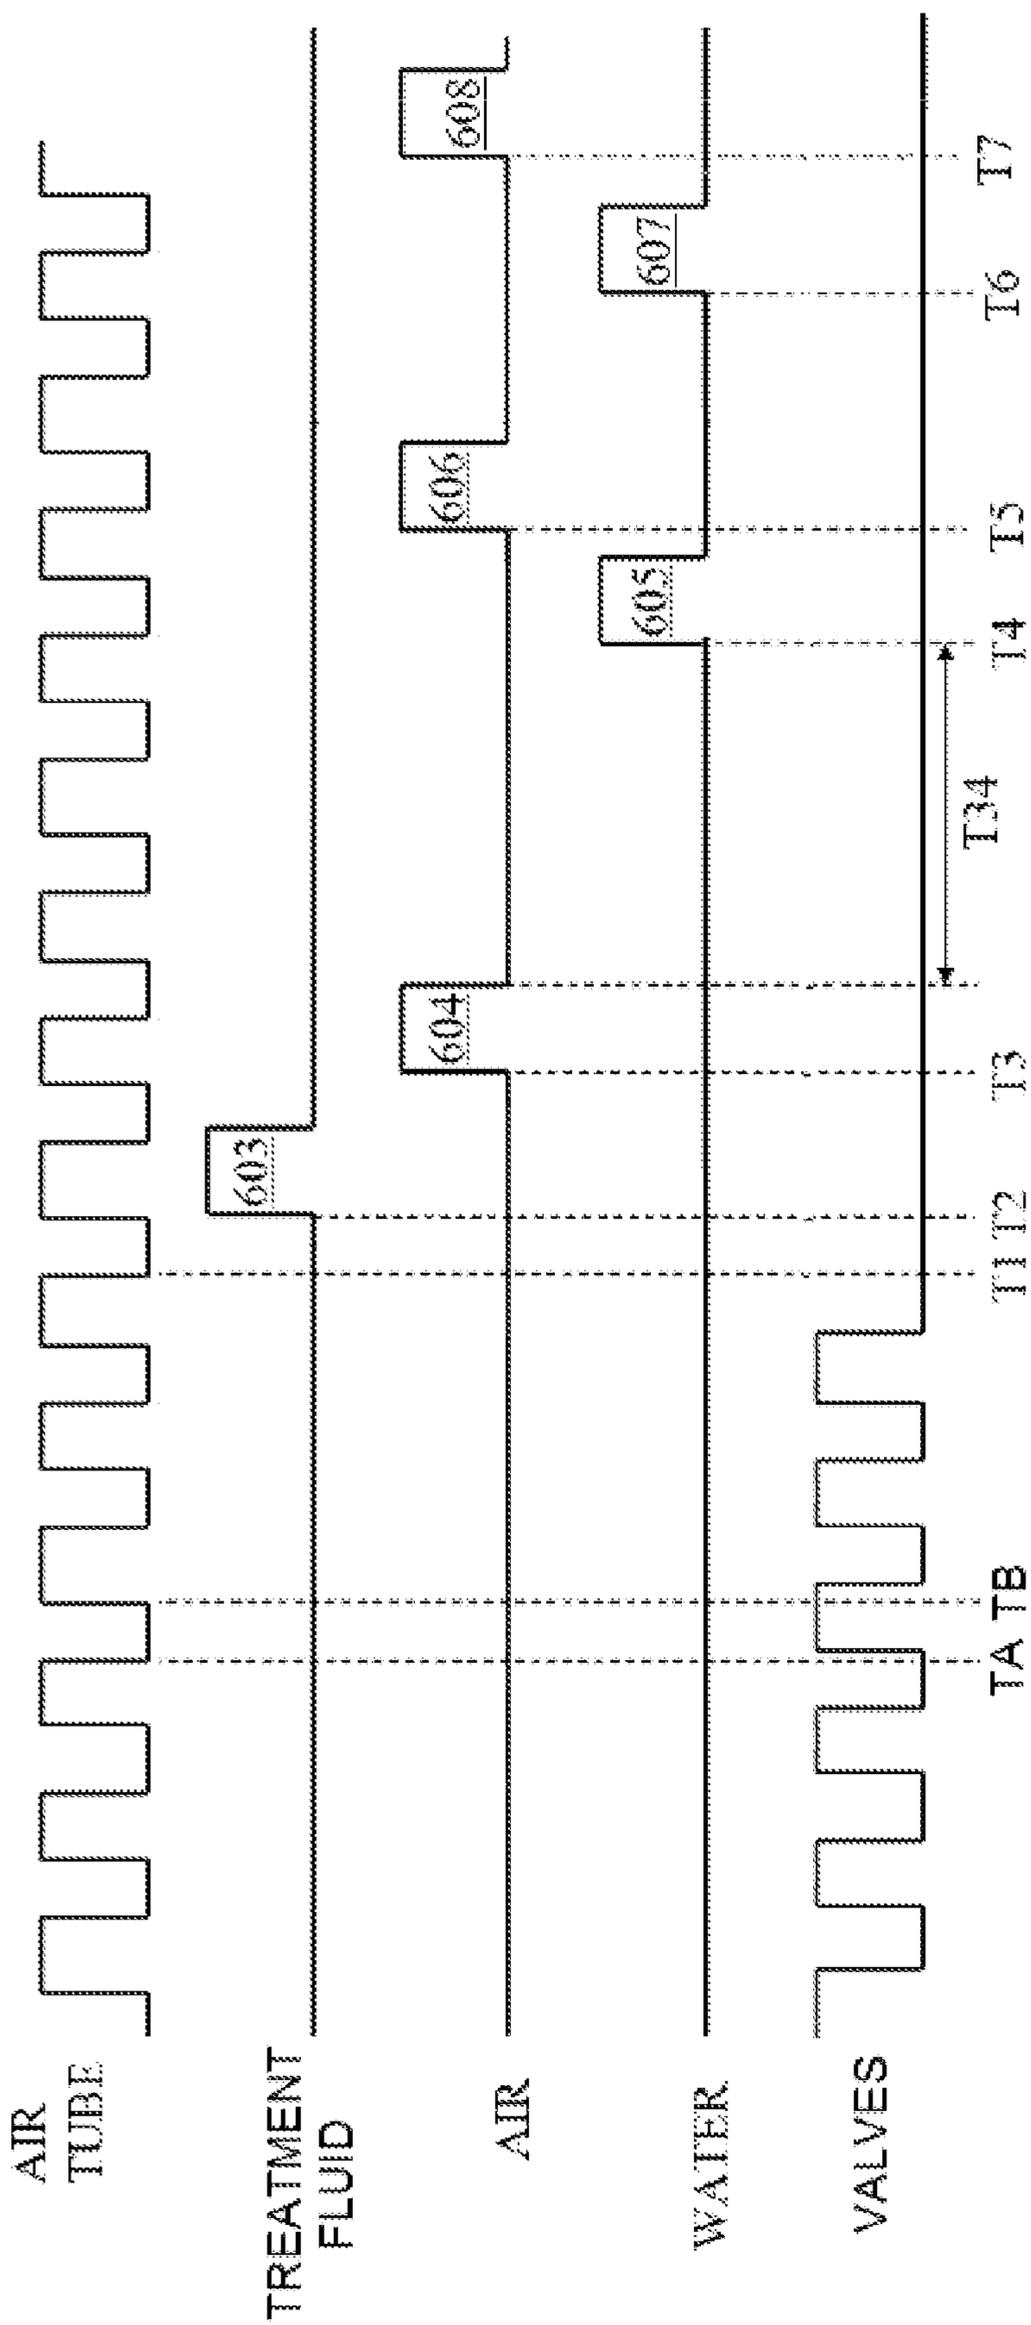 AIR
TUBE
TREATMENT
FLUID
603
AIR
604
606
608
WATER
605
607
VALVES
T34
TA TB
T1 T2
T3
T4
T5
T6
T7